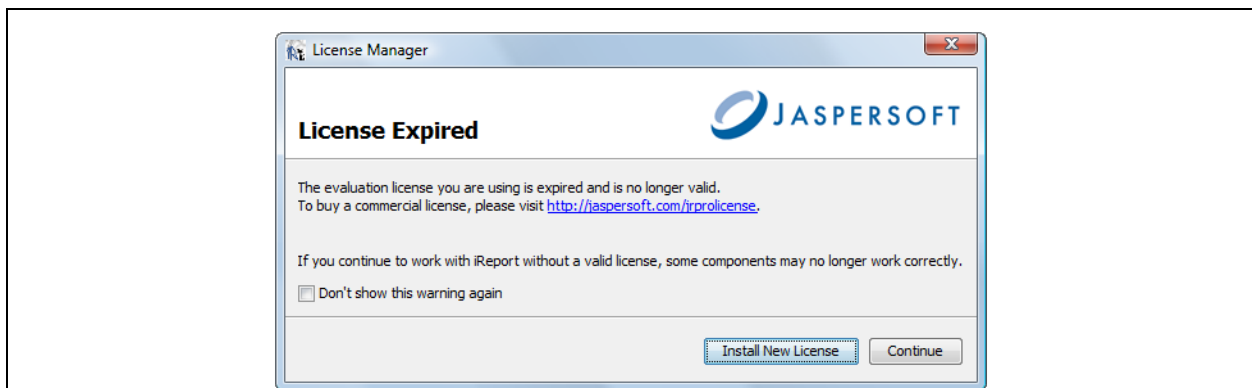 License Manager
License Expired
JASPERSOFT
The evaluation license you are using is expired and is no longer valid.
To buy a commercial license, please visit http://jaspersoft.com/jrprolicense.
If you continue to work with iReport without a valid license, some components may no longer work correctly.
Don't show this warning again
Install New License
Continue